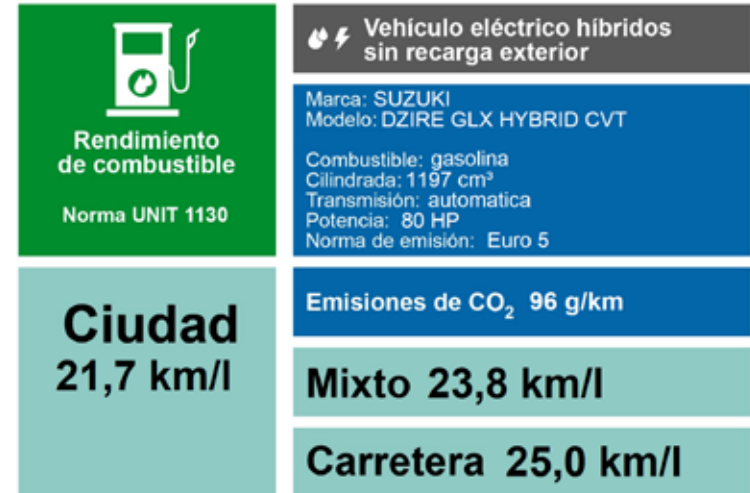 Rendimiento
de combustible
Norma UNIT 1130
Vehículo eléctrico híbridos
sin recarga exterior
Marca: SUZUKI
Modelo: DZIRE GLX HYBRID CVT
Combustible: gasolina
Cilindrada: 1197 cm³
Transmisión: automatica
Potencia: 80 HP
Norma de emisión: Euro 5
Ciudad
21,7 km/l
Emisiones de CO₂ 96 g/km
Mixto 23,8 km/l
Carretera 25,0 km/l